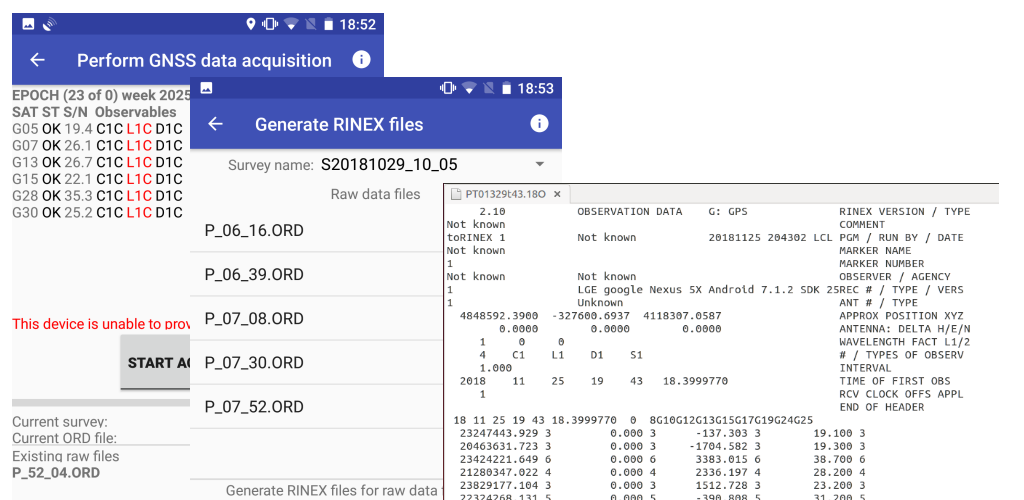 18:52
Perform GNSS data acquisition
EPOCH (23 of 0) week 2025
SAT ST S/N Observables
G05 OK 19.4 C1C L1C D1C
G07 OK 26.1 C1C L1C D1C
G13 OK 26.7 C1C L1C D1C
G15 OK 22.1 C1C L1C D1C
G28 OK 35.3 C1C L1C D1C
G30 OK 25.2 C1C L1C D1C
This device is unable to prov
START AC
Current survey:
Current ORD file:
Existing raw files
P_52_04.ORD
18:53
Generate RINEX files
Survey name: S20181029_10_05
Raw data files
P_06_16.ORD
P_06_39.ORD
P_07_08.ORD
P_07_30.ORD
P_07_52.ORD
Generate RINEX files for raw data
PT01329t43.18O
2.10 OBSERVATION DATA G: GPS RINEX VERSION / TYPE
Not known COMMENT
toRINEX 1 Not known 20181125 204302 LCL PGM / RUN BY / DATE
Not known MARKER NAME
1 MARKER NUMBER
Not known Not known OBSERVER / AGENCY
1 LGE google Nexus 5X Android 7.1.2 SDK 25REC # / TYPE / VERS
1 Unknown ANT # / TYPE
4848592.3900 -327600.6937 4118307.0587 APPROX POSITION XYZ
0.0000 0.0000 0.0000 ANTENNA: DELTA H/E/N
1 0 0 WAVELENGTH FACT L1/2
4 C1 L1 D1 S1 # / TYPES OF OBSERV
1.000 INTERVAL
2018 11 25 19 43 18.3999770 TIME OF FIRST OBS
1 RCV CLOCK OFFS APPL
END OF HEADER
18 11 25 19 43 18.3999770 0 8G10G12G13G15G17G19G24G25
23247443.929 3 0.000 3 -137.303 3 19.100 3
20463631.723 3 0.000 3 -1704.582 3 19.300 3
23424221.649 6 0.000 6 3383.015 6 38.700 6
21280347.022 4 0.000 4 2336.197 4 28.200 4
23829177.104 3 0.000 3 1512.728 3 23.200 3
22324268.131 5 0.000 5 -390.808 5 31.200 5